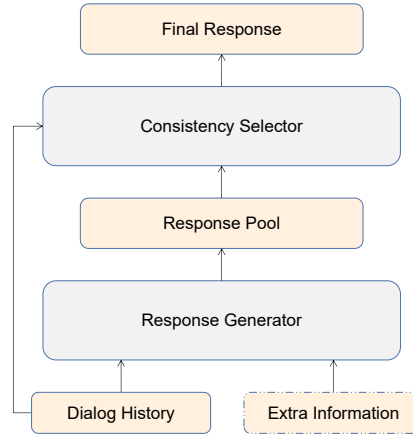 Final Response
Consistency Selector
Response Pool
Response Generator
Dialog History
Extra Information